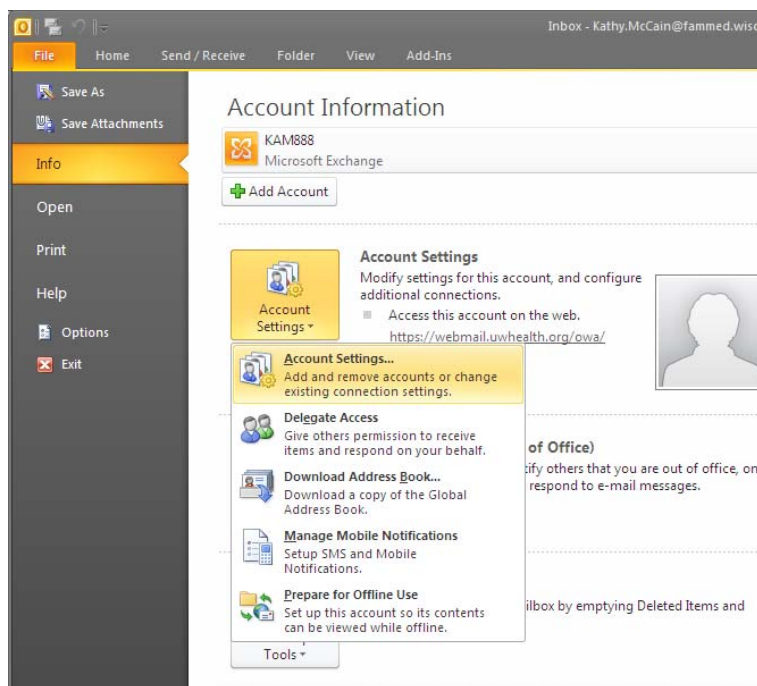 Inbox - Kathy.McCain@fammed.wisc
File Home Send / Receive Folder View Add-Ins
Save As
Save Attachments
Info
Open
Print
Help
Options
Exit
Account Information
KAM888
Microsoft Exchange
Add Account
Account Settings
Account Settings
Modify settings for this account, and configure
additional connections.
Access this account on the web.
https://webmail.uwhealth.org/owa/
Account Settings...
Add and remove accounts or change
existing connection settings.
Delegate Access
Give others permission to receive
items and respond on your behalf.
Download Address Book...
Download a copy of the Global
Address Book.
Manage Mobile Notifications
Setup SMS and Mobile
Notifications.
Prepare for Offline Use
Set up this account so its contents
can be viewed while offline.
of Office)
tify others that you are out of office, on
respond to e-mail messages.
ilbox by emptying Deleted Items and
Tools